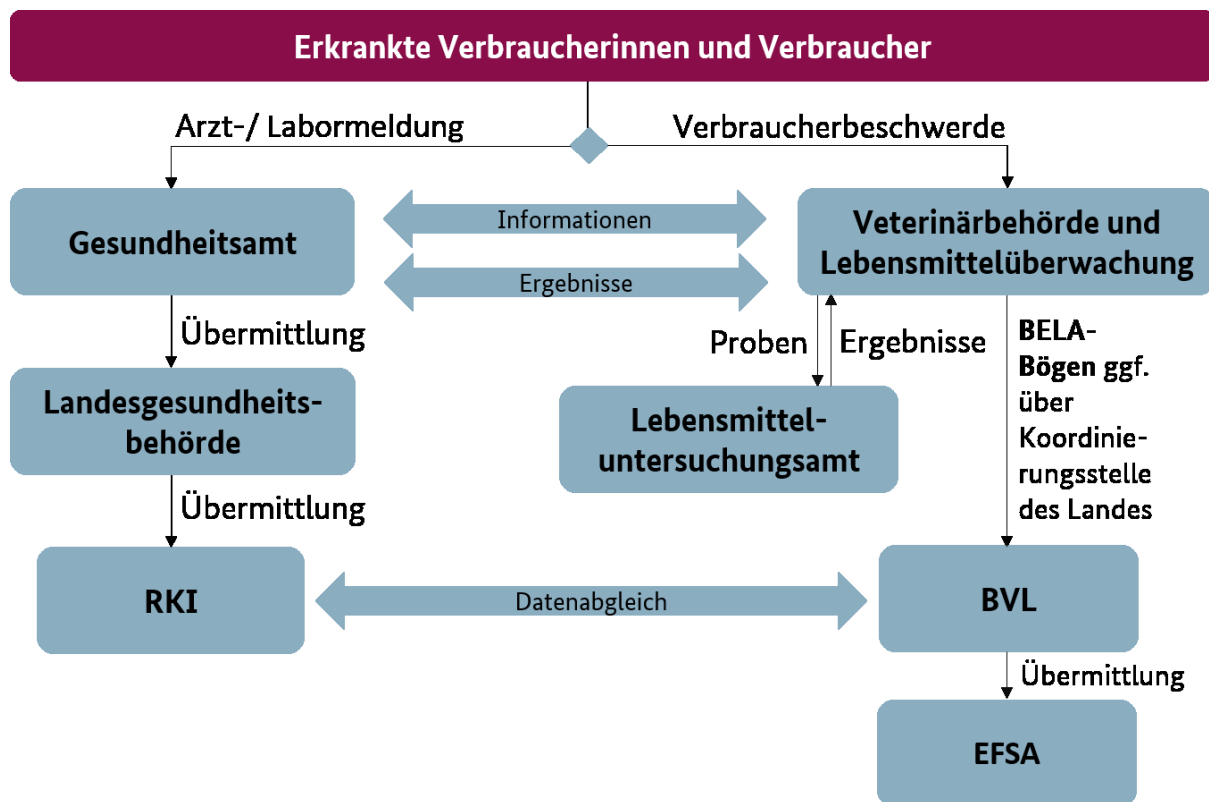 Erkrankte Verbraucherinnen und Verbraucher
Arzt-/ Labormeldung
Verbraucherbeschwerde
Gesundheitsamt
Informationen
Ergebnisse
Veterinärbehörde und
Lebensmittelüberwachung
Übermittlung
Proben
Ergebnisse
BELA-
Bögen ggf.
über
Koordinie-
rungsstelle
des Landes
Landesgesundheits-
behörde
Lebensmittel-
untersuchungsamt
Übermittlung
RKI
Datenabgleich
BVL
Übermittlung
EFSA